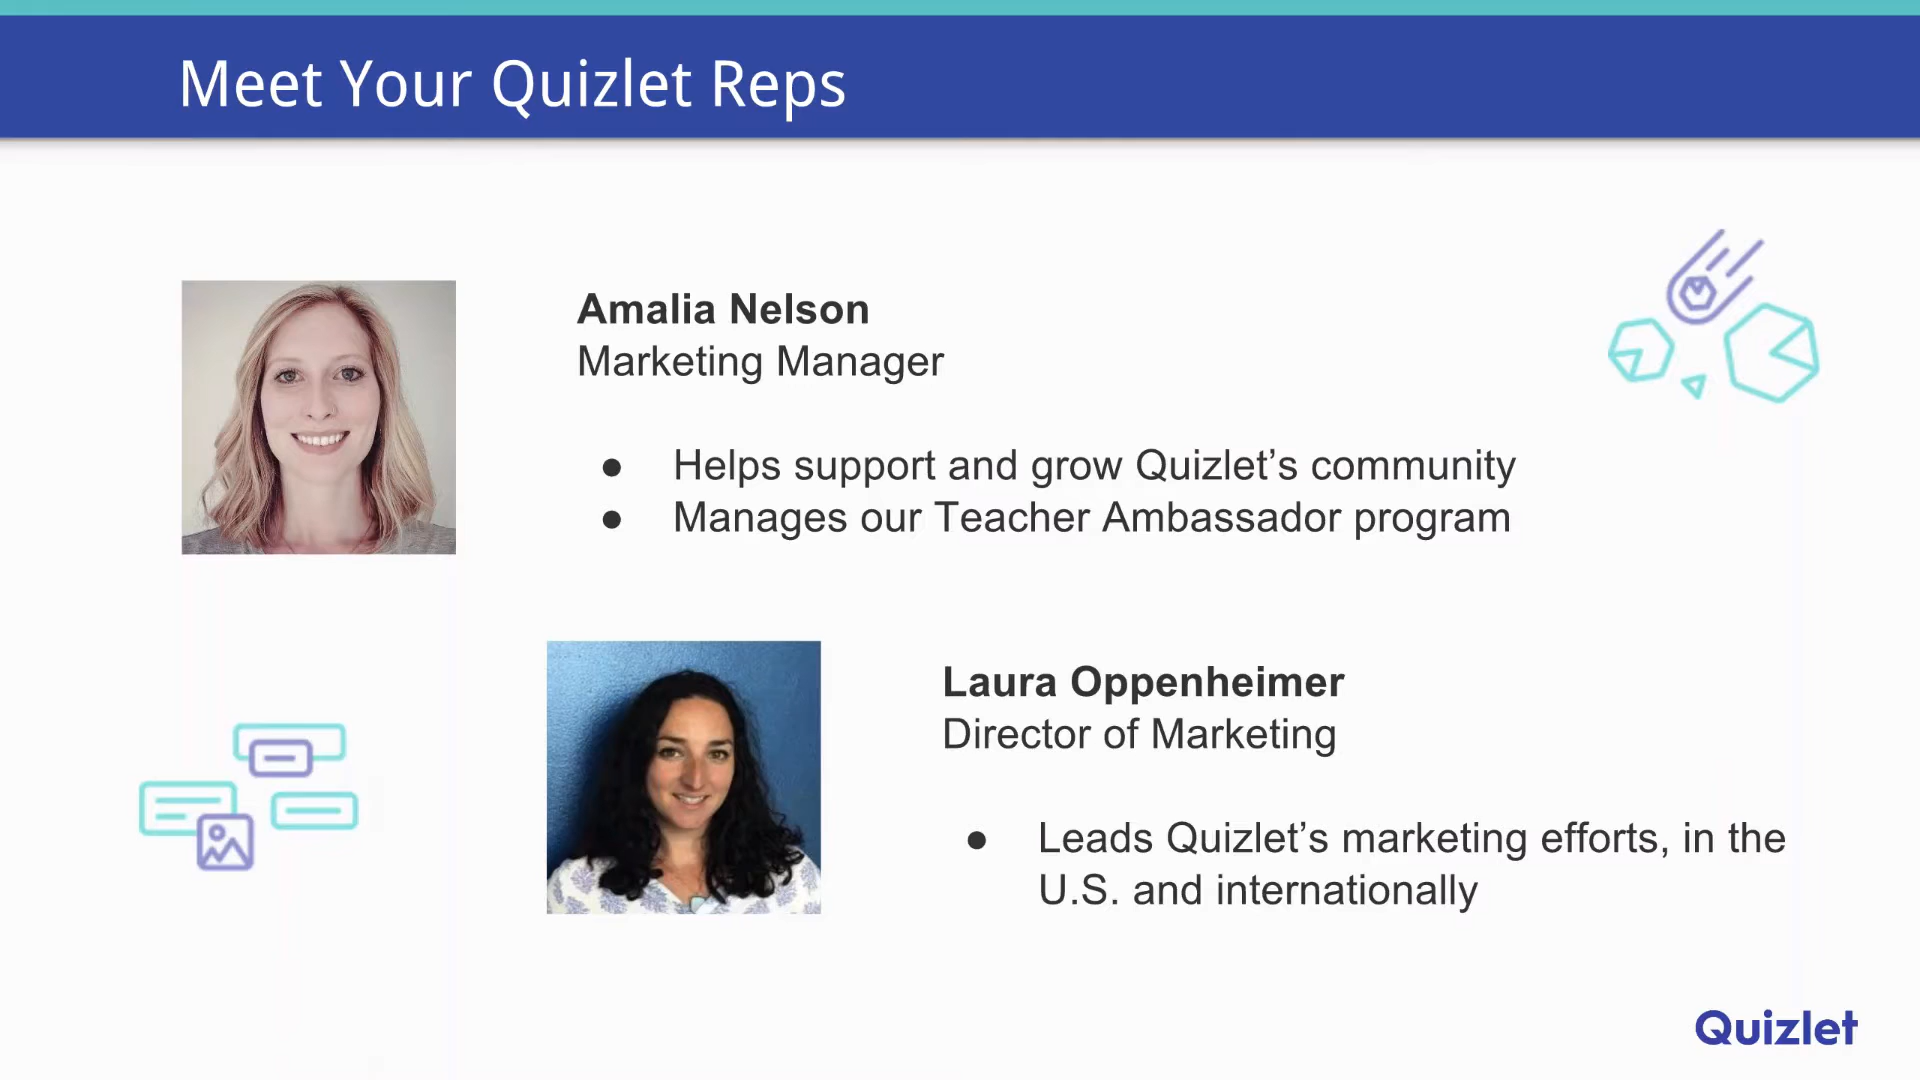 Meet Your Quizlet Reps
Amalia Nelson
Marketing Manager
● Helps support and grow Quizlet’s community
● Manages our Teacher Ambassador program
Laura Oppenheimer
Director of Marketing
● Leads Quizlet’s marketing efforts, in the
U.S. and internationally
Quizlet